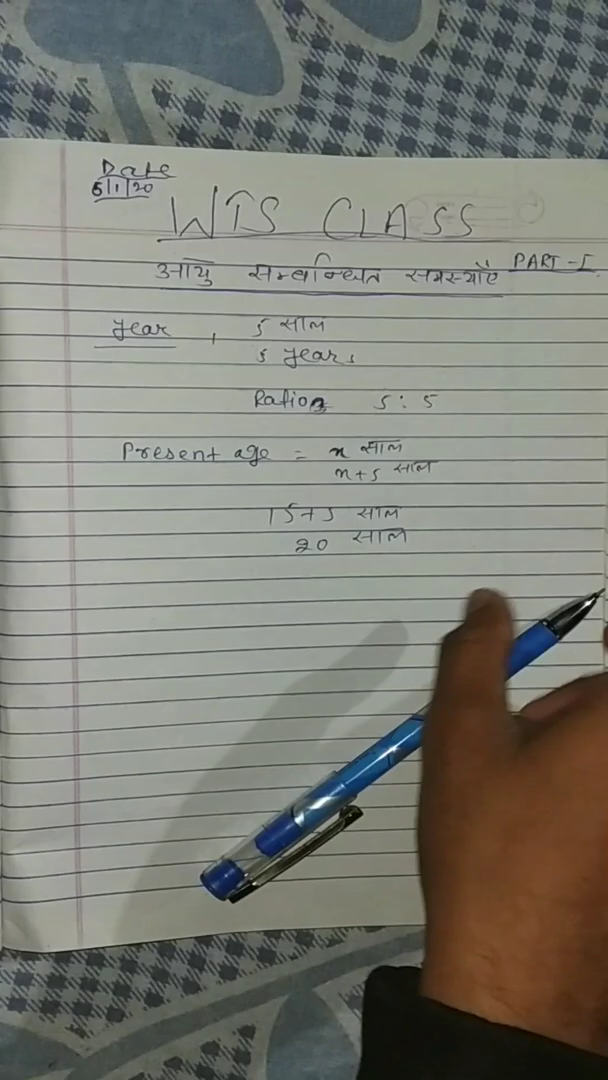 Date
5/1/20
WTS CLASS
आयु सम्बन्धित समस्याएँ PART-I
Year , 5 साल
5 years
Ratio 5:5
Present age = x साल
x+5 साल
15+5 साल
20 साल